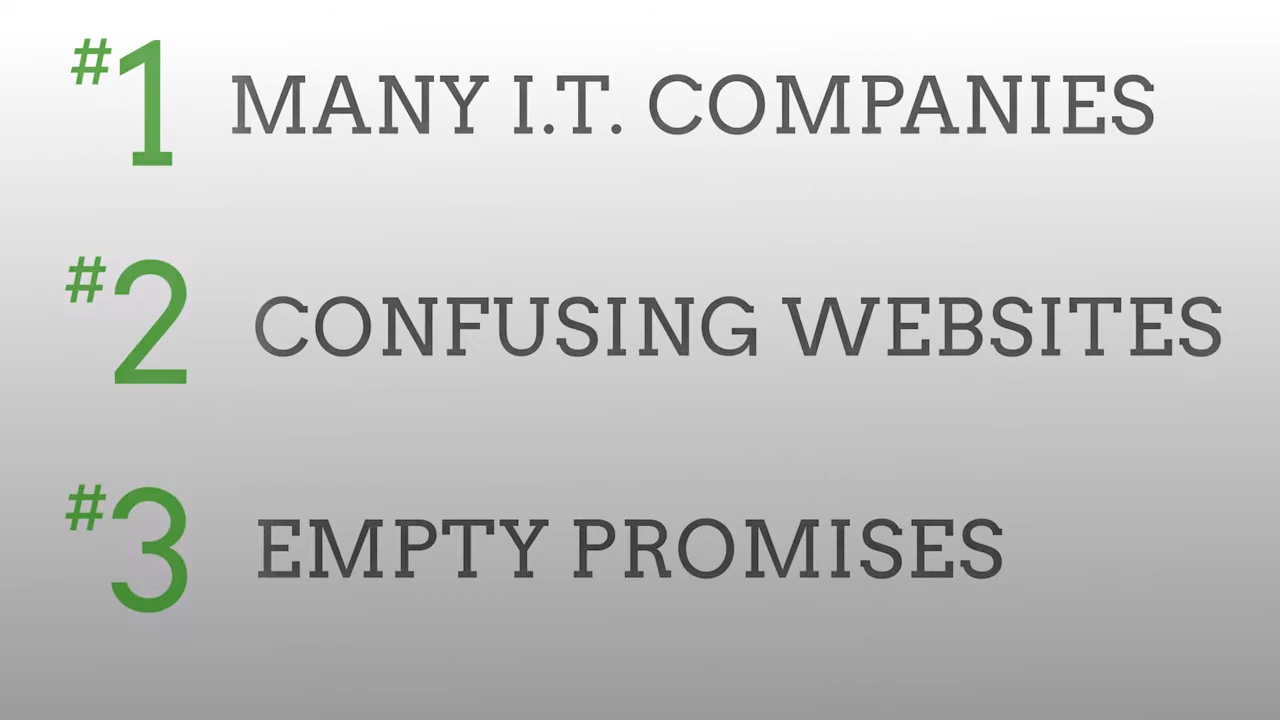 #1 MANY I.T. COMPANIES
#2 CONFUSING WEBSITES
#3 EMPTY PROMISES